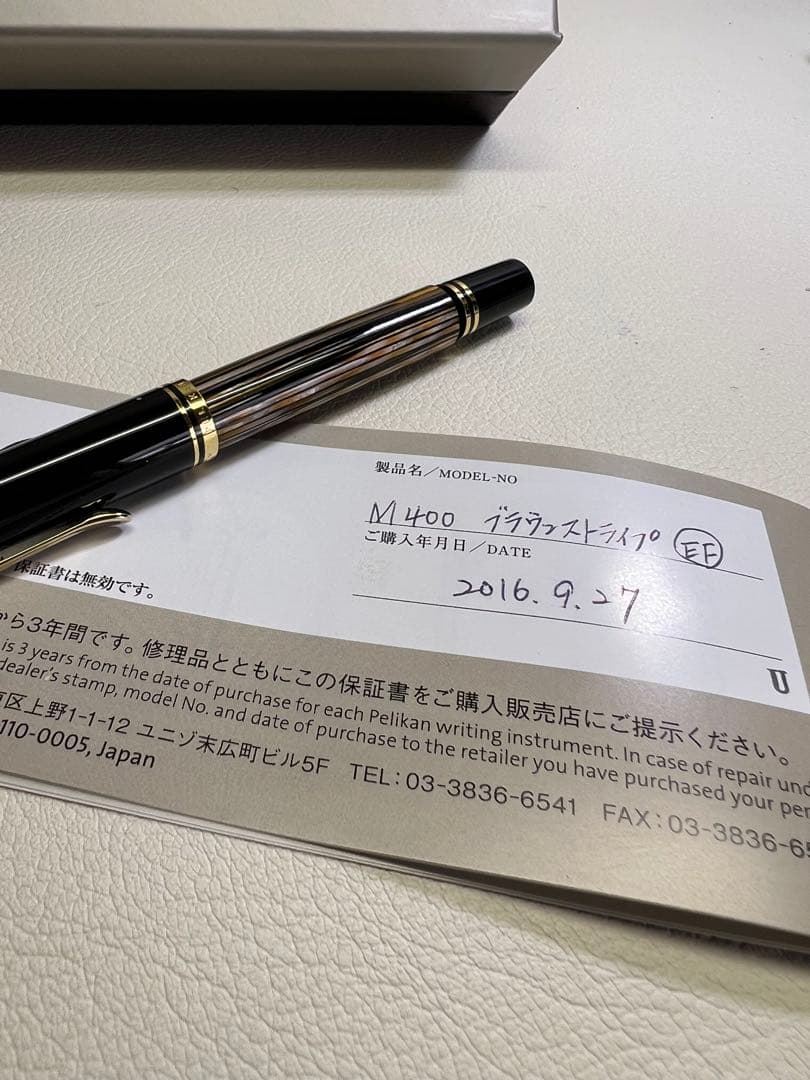 製品名／MODEL-NO
M400 ブラウンストライプ EF
ご購入年月日／DATE
2016.9.27
保証書は無効です。
U
から3年間です。修理品とともにこの保証書をご購入販売店にご提示ください。
is 3 years from the date of purchase for each Pelikan writing instrument. In case of repair
dealer's stamp, model No. and date of purchase to the retailer you have purchased your
区上野1-1-12 ユニゾ末広町ビル5F TEL：03-3836-6541 FAX：03-3836-6
110-0005, Japan